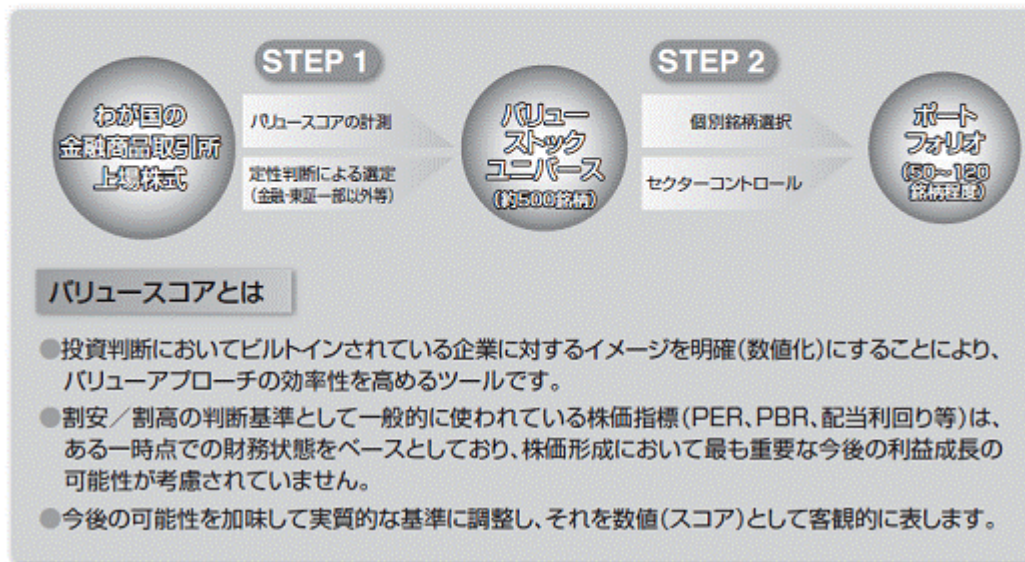 STEP 1
STEP 2
わが国の
金融商品取引所
上場株式
バリュースコアの計測
定性判断による選定
(金融・東証一部以外等)
バリュー
ストック
ユニバース
(約500銘柄)
個別銘柄選択
セクターコントロール
ポート
フォリオ
(50〜120
銘柄程度)
バリュースコアとは
●投資判断においてビルトインされている企業に対するイメージを明確(数値化)にすることにより、
バリューアプローチの効率性を高めるツールです。
●割安/割高の判断基準として一般的に使われている株価指標(PER、PBR、配当利回り等)は、
ある一時点での財務状態をベースとしており、株価形成において最も重要な今後の利益成長の
可能性が考慮されていません。
●今後の可能性を加味して実質的な基準に調整し、それを数値(スコア)として客観的に表します。